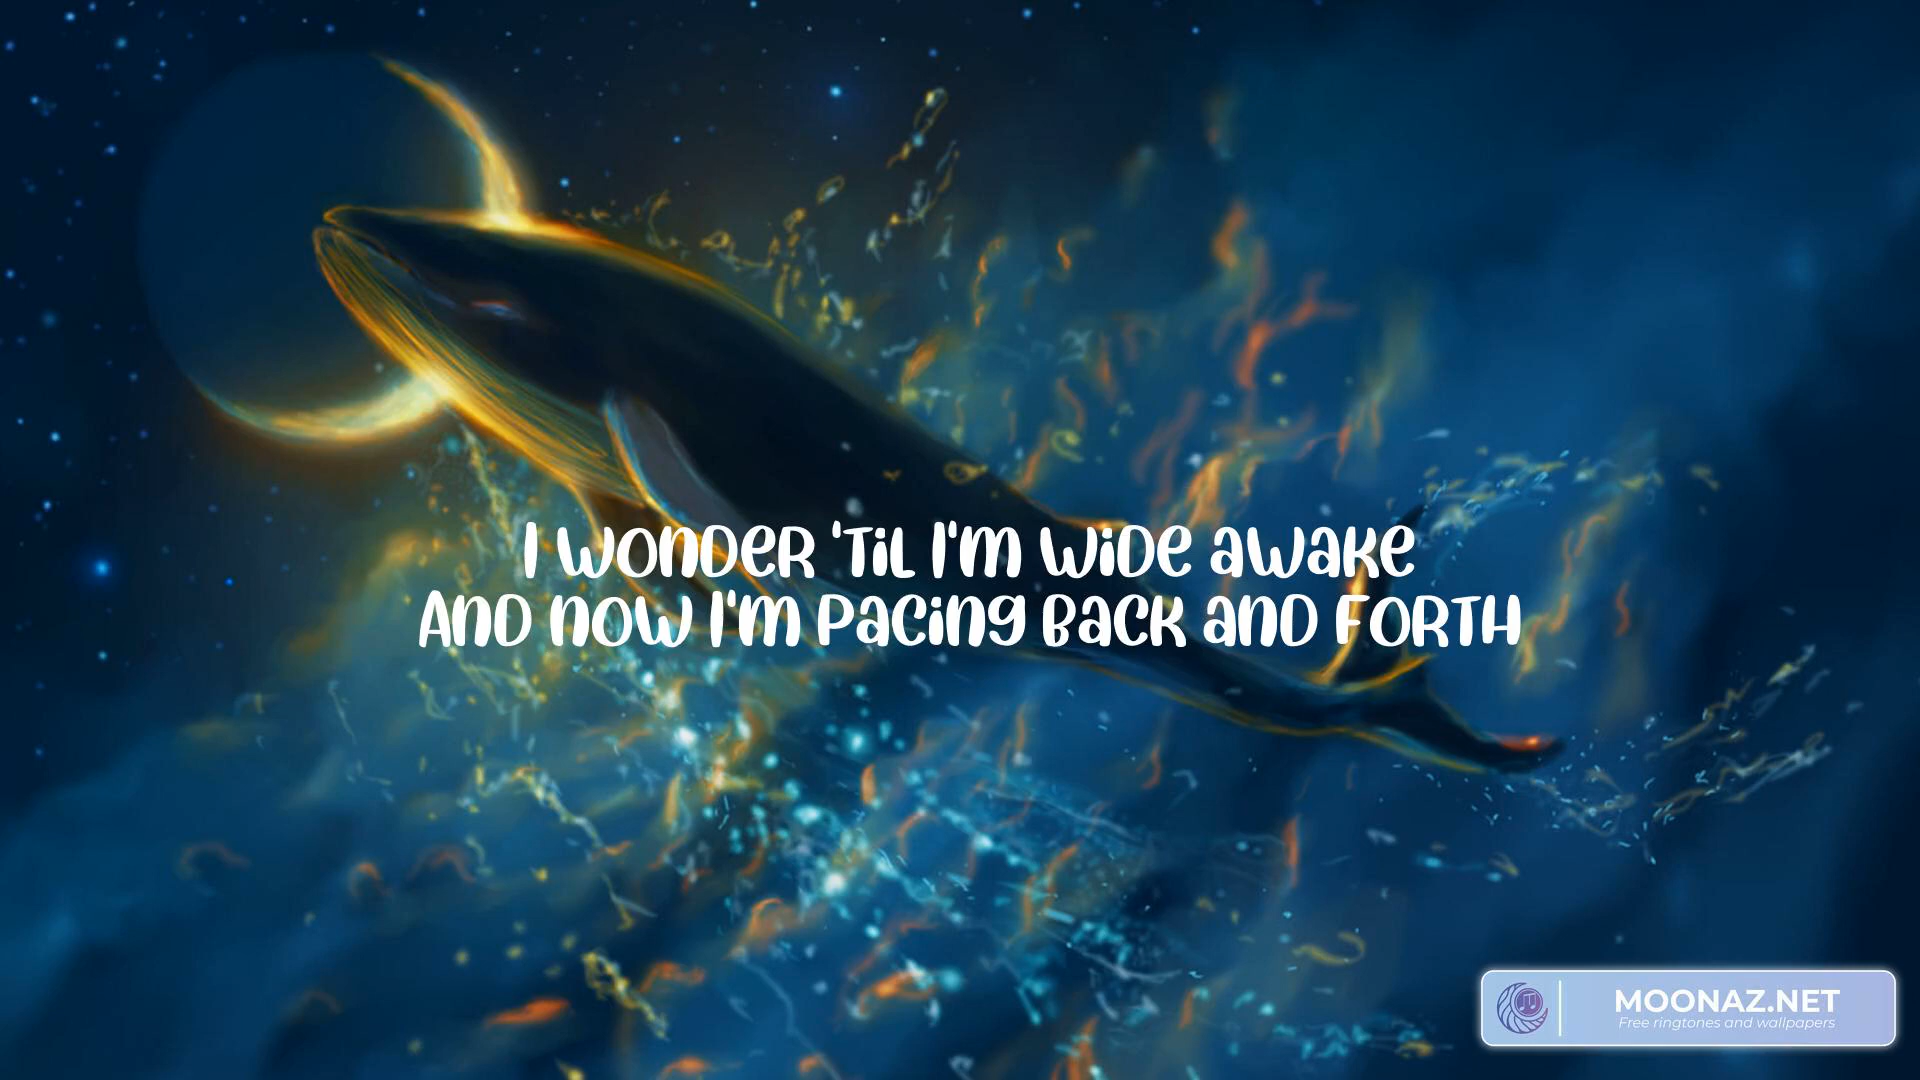 I WONDER 'TIL I'M WIDE AWAKE
AND NOW I'M PACING BACK AND FORTH
MOONAZ.NET
Free ringtones and wallpapers